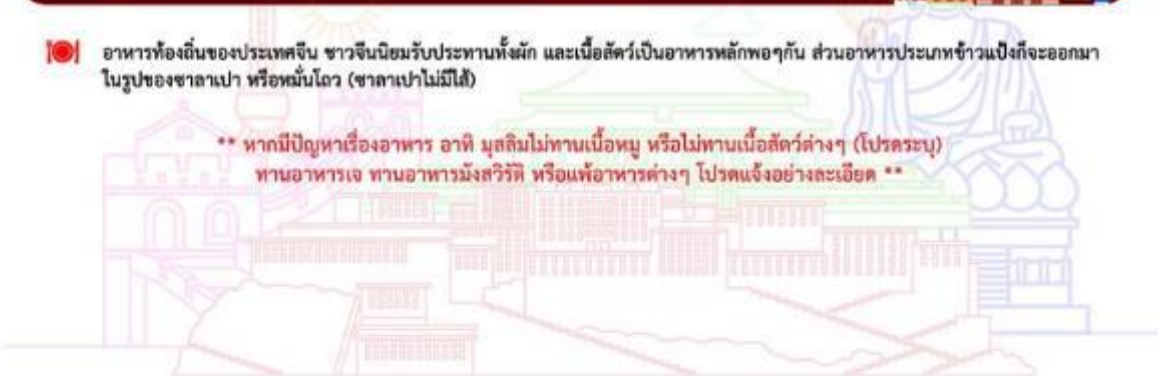 อาหารท้องถิ่นของประเทศจีน ชาวจีนนิยมรับประทานทั้งผัก และเนื้อสัตว์เป็นอาหารหลักพอๆกัน ส่วนอาหารประเภทข้าวแป้งก็จะออกมา
ในรูปของซาลาเปา หรือหมั่นโถว (ซาลาเปาไม่มีไส้)
** หากมีปัญหาเรื่องอาหาร อาทิ มุสลิมไม่ทานเนื้อหมู หรือไม่ทานเนื้อสัตว์ต่างๆ (โปรดระบุ)
ทานอาหารเจ ทานอาหารมังสวิรัติ หรือแพ้อาหารต่างๆ โปรดแจ้งอย่างละเอียด **